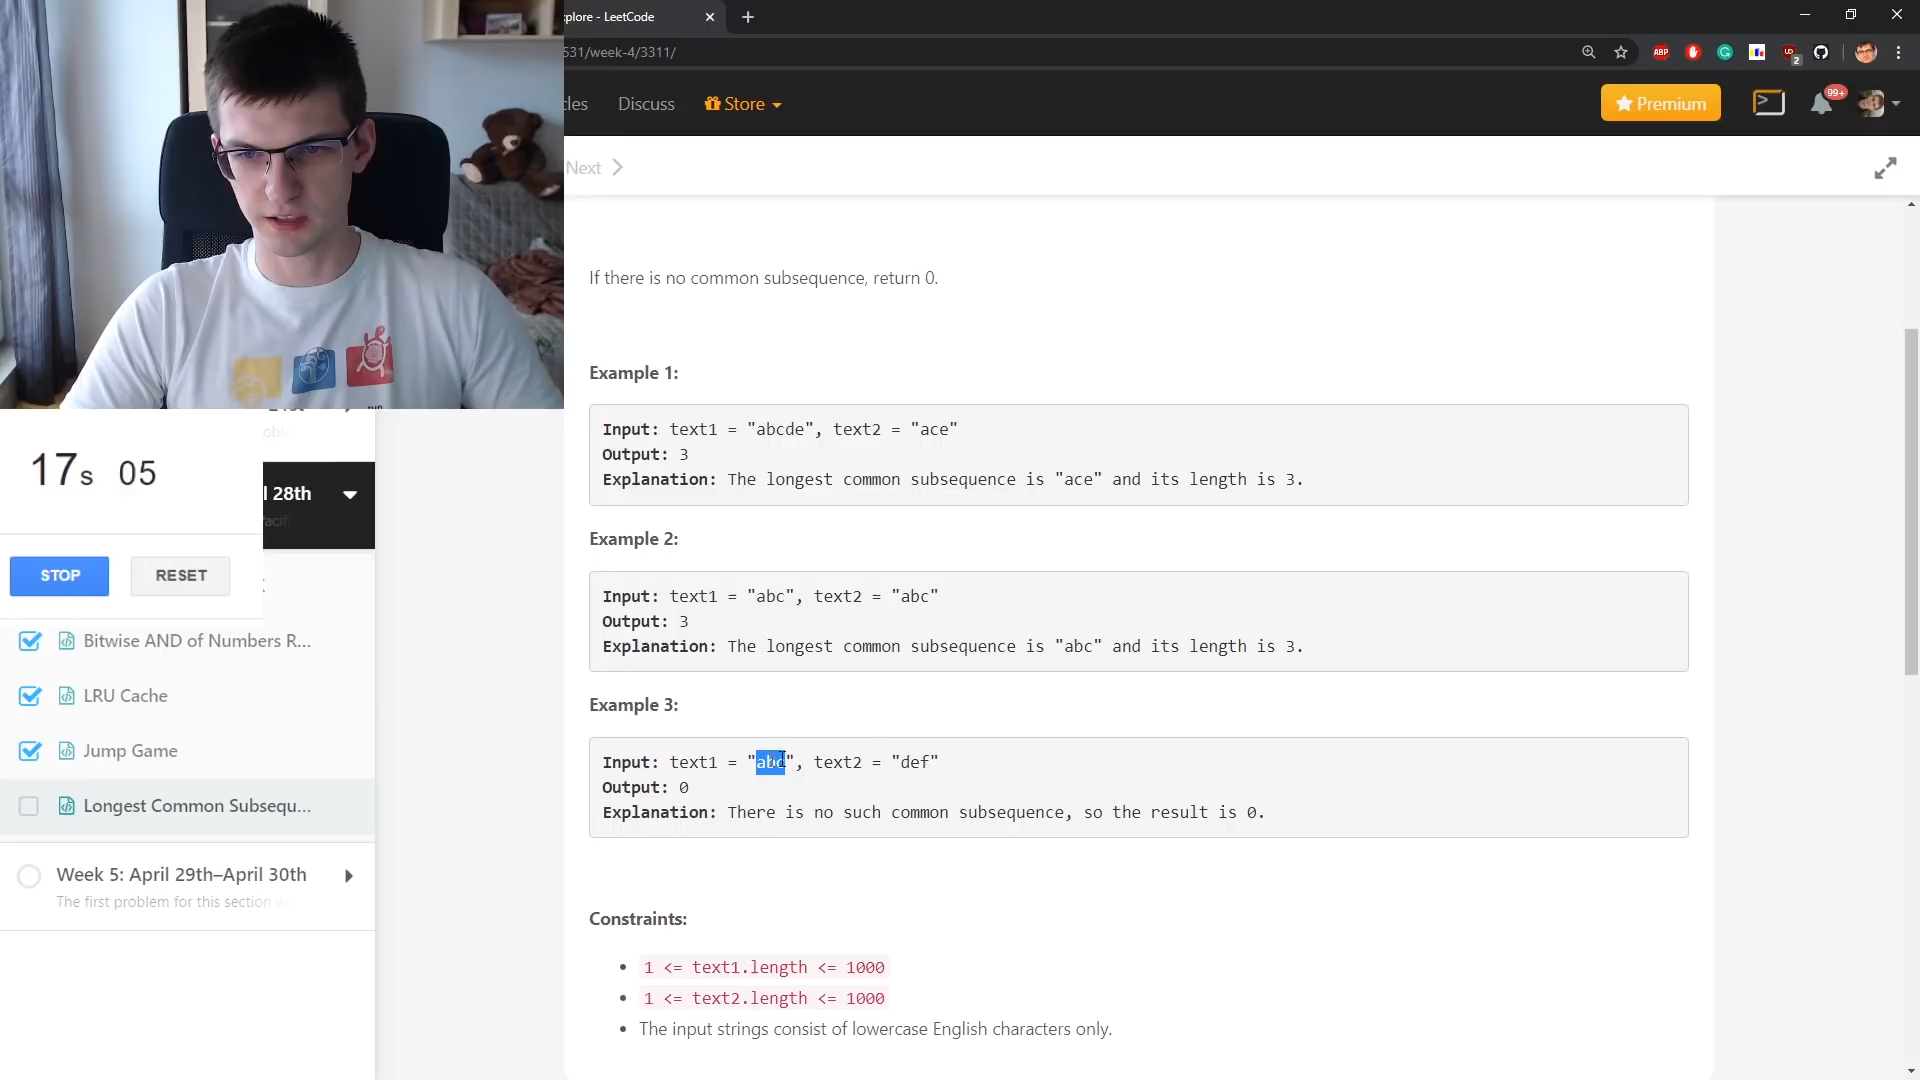 xplore - LeetCode
531/week-4/3311/
ABP
2
cles Discuss Store Premium 99+
Next
If there is no common subsequence, return 0.
Example 1:
Input: text1 = "abcde", text2 = "ace"
Output: 3
Explanation: The longest common subsequence is "ace" and its length is 3.
Example 2:
Input: text1 = "abc", text2 = "abc"
Output: 3
Explanation: The longest common subsequence is "abc" and its length is 3.
Example 3:
Input: text1 = "abc", text2 = "def"
Output: 0
Explanation: There is no such common subsequence, so the result is 0.
Constraints:
1 <= text1.length <= 1000
1 <= text2.length <= 1000
The input strings consist of lowercase English characters only.
17s 05
l 28th
STOP RESET
Bitwise AND of Numbers R...
LRU Cache
Jump Game
Longest Common Subsequ...
Week 5: April 29th–April 30th
The first problem for this section w